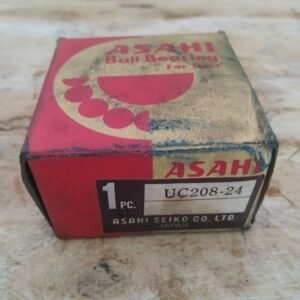 ASAHI
Ball Bearing
ASAHI
1 PC.
UC208-24
ASAHI SEIKO CO. LTD.
JAPAN